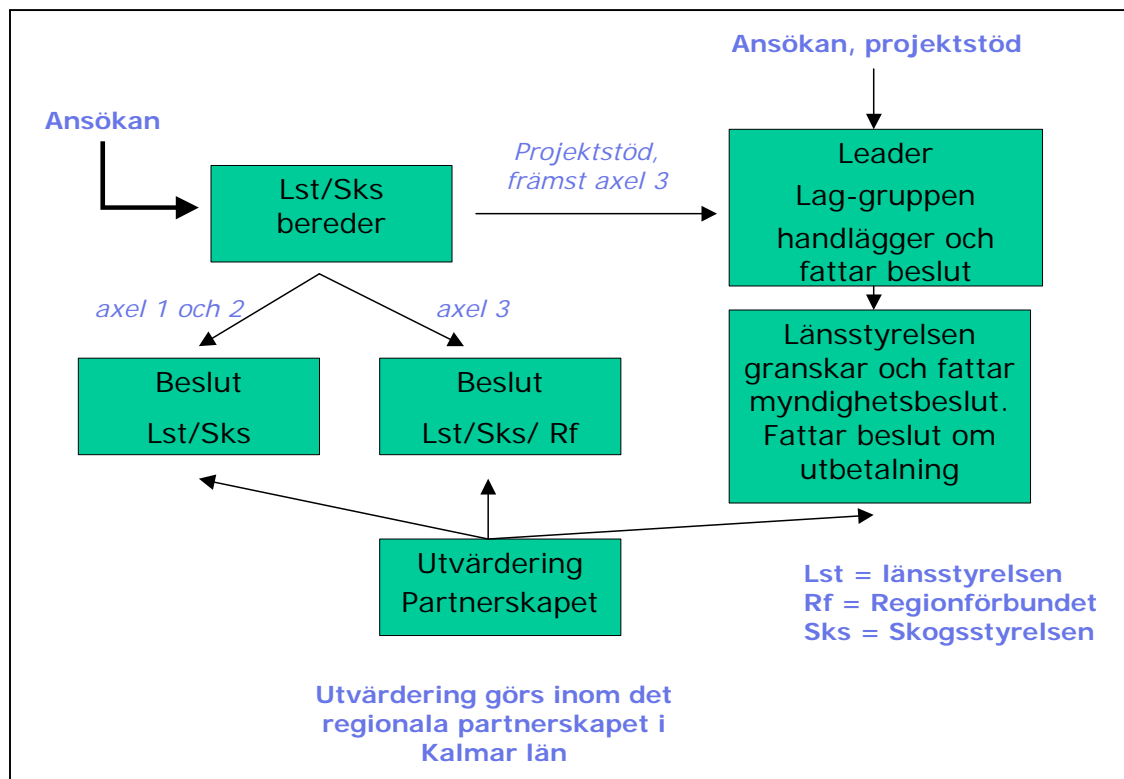 Ansökan, projektstöd
Ansökan
Projektstöd,
främst axel 3
Lst/Sks
bereder
Leader
Lag-gruppen
handlägger och
fattar beslut
axel 1 och 2
axel 3
Beslut
Lst/Sks
Beslut
Lst/Sks/ Rf
Länsstyrelsen
granskar och fattar
myndighetsbeslut.
Fattar beslut om
utbetalning
Utvärdering
Partnerskapet
Lst = länsstyrelsen
Rf = Regionförbundet
Sks = Skogsstyrelsen
Utvärdering görs inom det
regionala partnerskapet i
Kalmar län